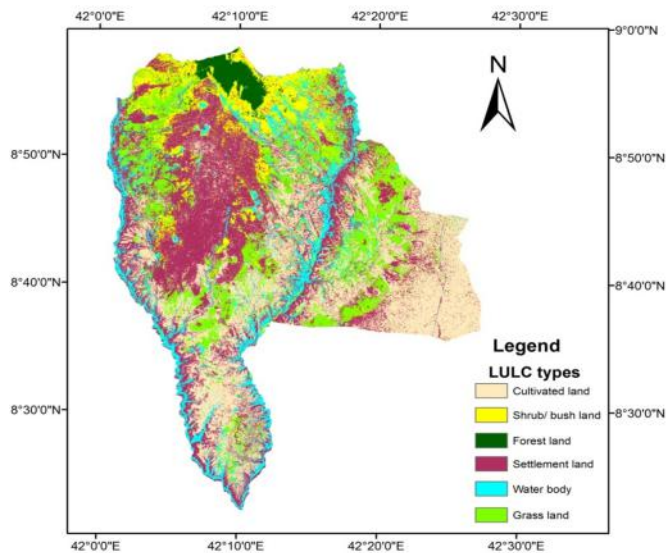 42°0'0"E 42°10'0"E 42°20'0"E 42°30'0"E
9°0'0"N
N
8°50'0"N 8°50'0"N
8°40'0"N 8°40'0"N
Legend
LULC types
Cultivated land
8°30'0"N Shrub/ bush land 8°30'0"N
Forest land
Settlement land
Water body
Grass land
42°0'0"E 42°10'0"E 42°20'0"E 42°30'0"E